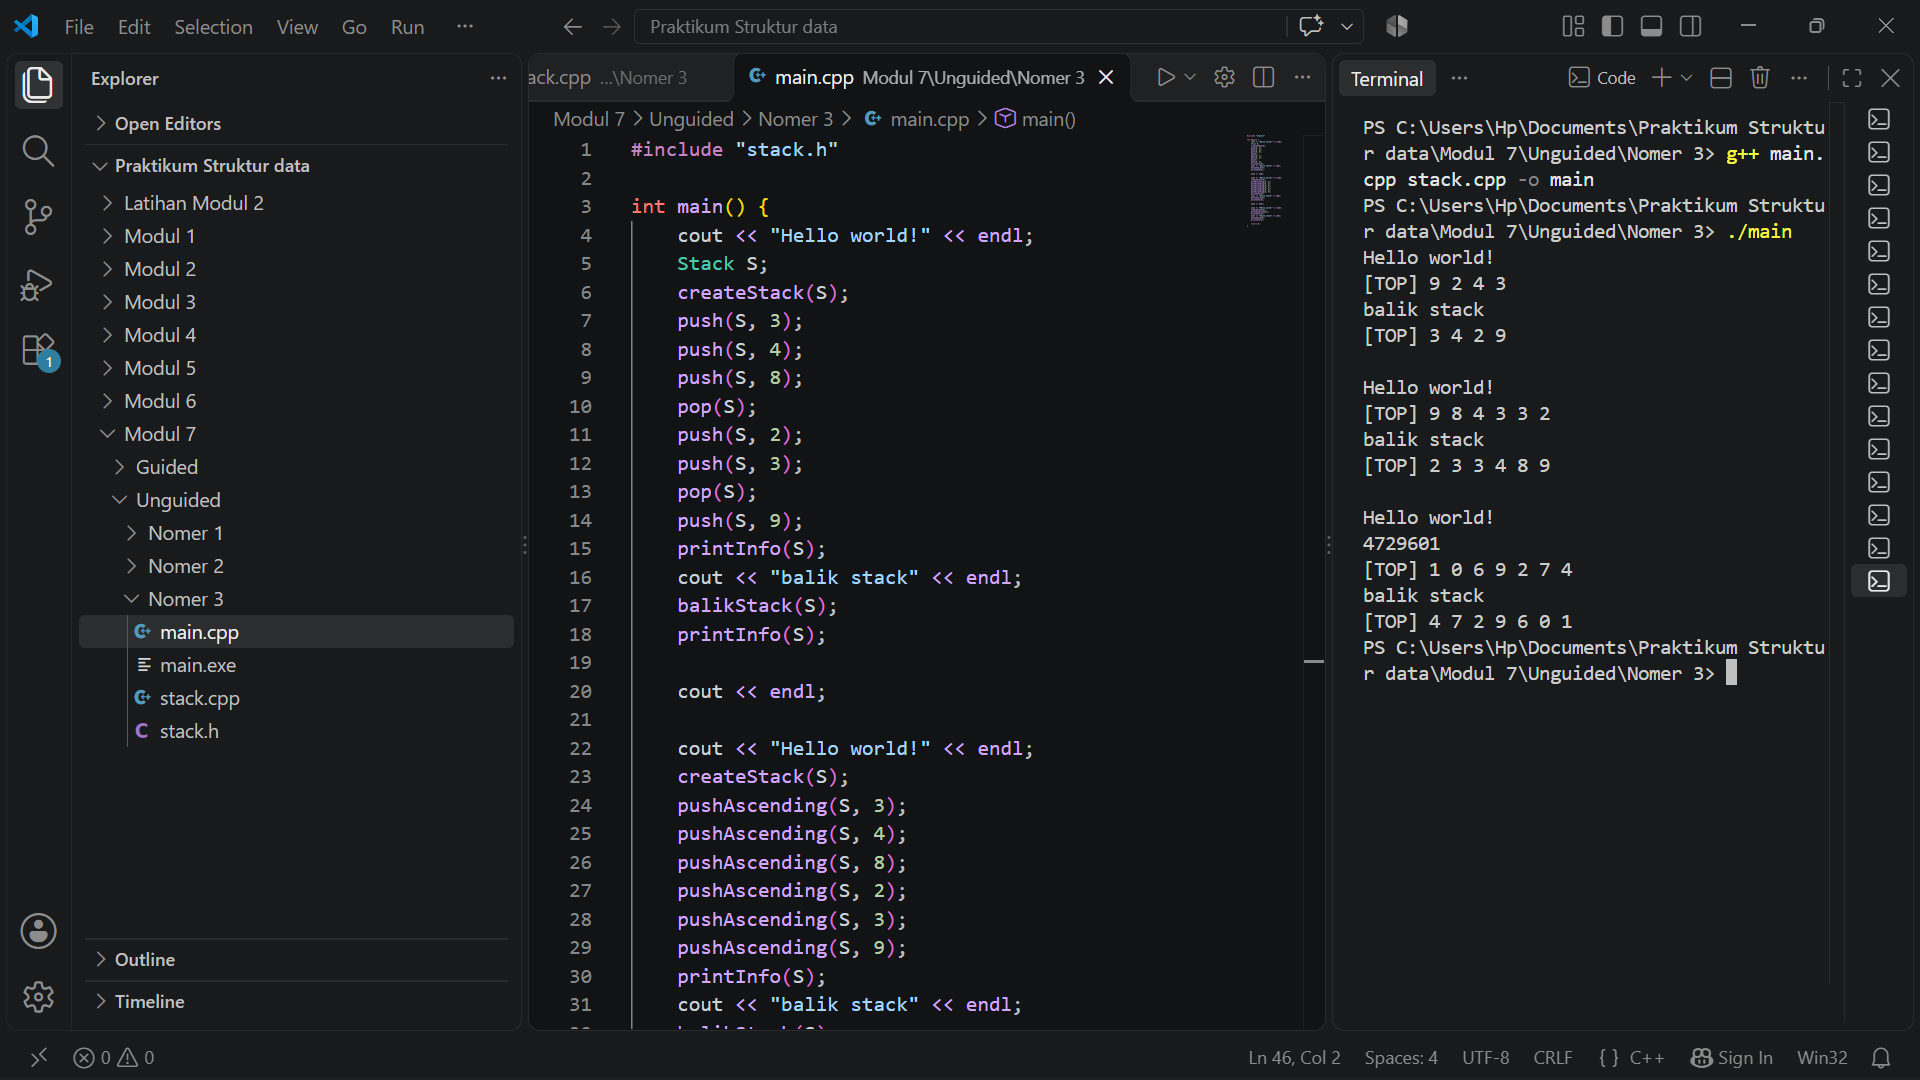 File Edit Selection View Go Run ··· Praktikum Struktur data
Explorer ···
Open Editors
Praktikum Struktur data
Latihan Modul 2
Modul 1
Modul 2
Modul 3
Modul 4
Modul 5
Modul 6
Modul 7
Guided
Unguided
Nomer 1
Nomer 2
Nomer 3
main.cpp
main.exe
stack.cpp
stack.h
Outline
Timeline
1
ack.cpp ...\Nomer 3 main.cpp Modul 7\Unguided\Nomer 3
Modul 7 > Unguided > Nomer 3 > main.cpp > main()
1 #include "stack.h"
2
3 int main() {
4 cout << "Hello world!" << endl;
5 Stack S;
6 createStack(S);
7 push(S, 3);
8 push(S, 4);
9 push(S, 8);
10 pop(S);
11 push(S, 2);
12 push(S, 3);
13 pop(S);
14 push(S, 9);
15 printInfo(S);
16 cout << "balik stack" << endl;
17 balikStack(S);
18 printInfo(S);
19
20 cout << endl;
21
22 cout << "Hello world!" << endl;
23 createStack(S);
24 pushAscending(S, 3);
25 pushAscending(S, 4);
26 pushAscending(S, 8);
27 pushAscending(S, 2);
28 pushAscending(S, 3);
29 pushAscending(S, 9);
30 printInfo(S);
31 cout << "balik stack" << endl;
Terminal ··· Code
PS C:\Users\Hp\Documents\Praktikum Struktu
r data\Modul 7\Unguided\Nomer 3> g++ main.
cpp stack.cpp -o main
PS C:\Users\Hp\Documents\Praktikum Struktu
r data\Modul 7\Unguided\Nomer 3> ./main
Hello world!
[TOP] 9 2 4 3
balik stack
[TOP] 3 4 2 9
Hello world!
[TOP] 9 8 4 3 3 2
balik stack
[TOP] 2 3 3 4 8 9
Hello world!
4729601
[TOP] 1 0 6 9 2 7 4
balik stack
[TOP] 4 7 2 9 6 0 1
PS C:\Users\Hp\Documents\Praktikum Struktu
r data\Modul 7\Unguided\Nomer 3>
0 0 Ln 46, Col 2 Spaces: 4 UTF-8 CRLF { } C++ Sign In Win32